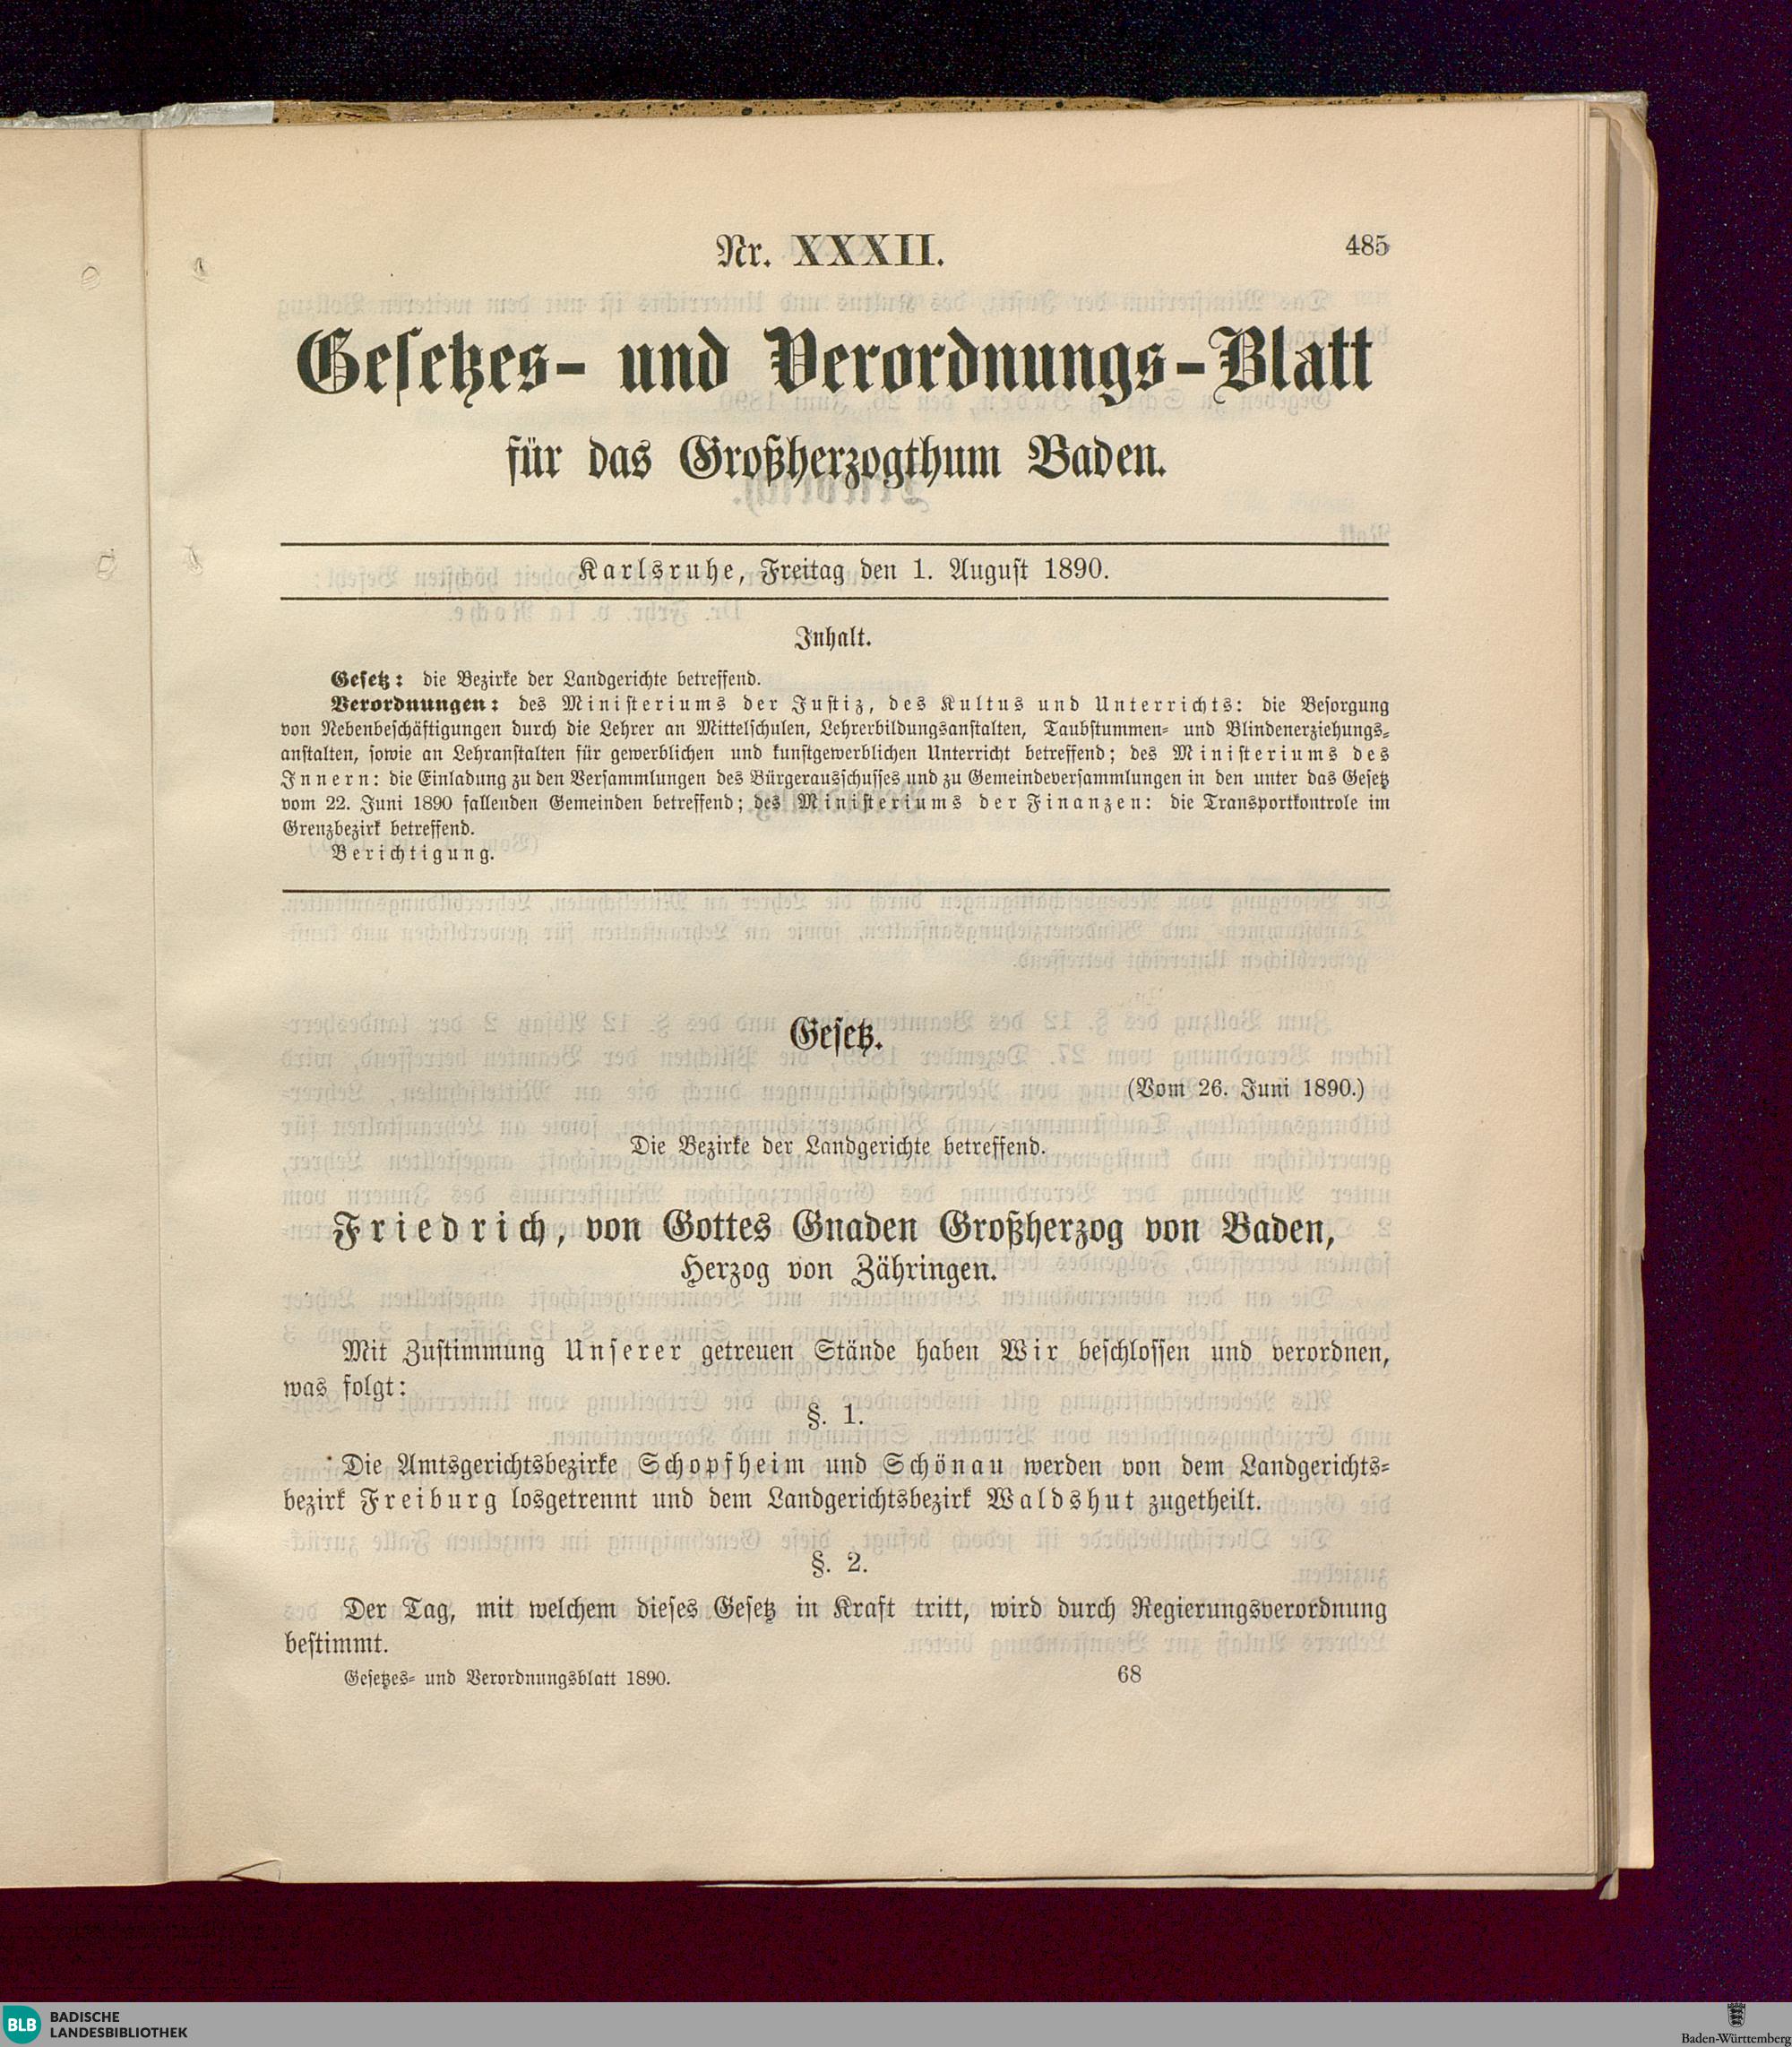 Nr. XXXII.
485
Gesetzes- und Verordnungs-Blatt
für das Großherzogthum Baden.
Karlsruhe, Freitag den 1. August 1890.
Inhalt.
Gesetz: die Bezirke der Landgerichte betreffend.
Verordnungen: des Ministeriums der Justiz, des Kultus und Unterrichts: die Besorgung
von Nebenbeschäftigungen durch die Lehrer an Mittelschulen, Lehrerbildungsanstalten, Taubstummen- und Blindenerziehungs-
anstalten, sowie an Lehranstalten für gewerblichen und kunstgewerblichen Unterricht betreffend; des Ministeriums des
Innern: die Einladung zu den Versammlungen des Bürgerausschusses und zu Gemeindeversammlungen in den unter das Gesetz
vom 22. Juni 1890 fallenden Gemeinden betreffend; des Ministeriums der Finanzen: die Transportkontrole im
Grenzbezirk betreffend.
Berichtigung.
Gesetz.
(Vom 26. Juni 1890.)
Die Bezirke der Landgerichte betreffend.
Friedrich, von Gottes Gnaden Großherzog von Baden,
Herzog von Zähringen.
Mit Zustimmung Unserer getreuen Stände haben Wir beschlossen und verordnen,
was folgt:
§. 1.
Die Amtsgerichtsbezirke Schopfheim und Schönau werden von dem Landgerichts-
bezirk Freiburg losgetrennt und dem Landgerichtsbezirk Waldshut zugetheilt.
§. 2.
Der Tag, mit welchem dieses Gesetz in Kraft tritt, wird durch Regierungsverordnung
bestimmt.
Gesetzes- und Verordnungsblatt 1890.
68
BLB BADISCHE
LANDESBIBLIOTHEK
Baden-Württemberg